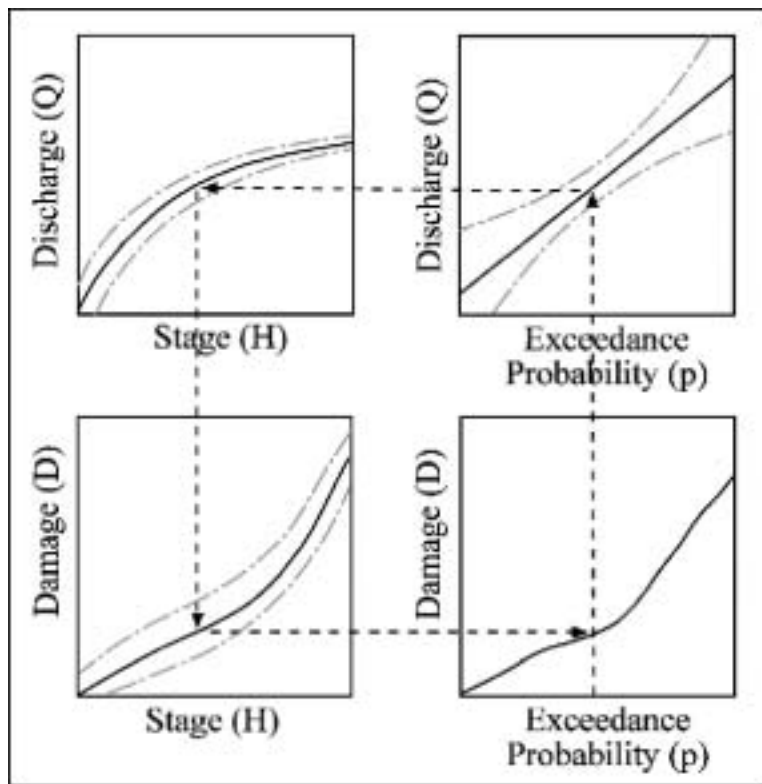 Discharge (Q)
Stage (H)
Discharge (Q)
Exceedance
Probability (p)
Damage (D)
Stage (H)
Damage (D)
Exceedance
Probability (p)